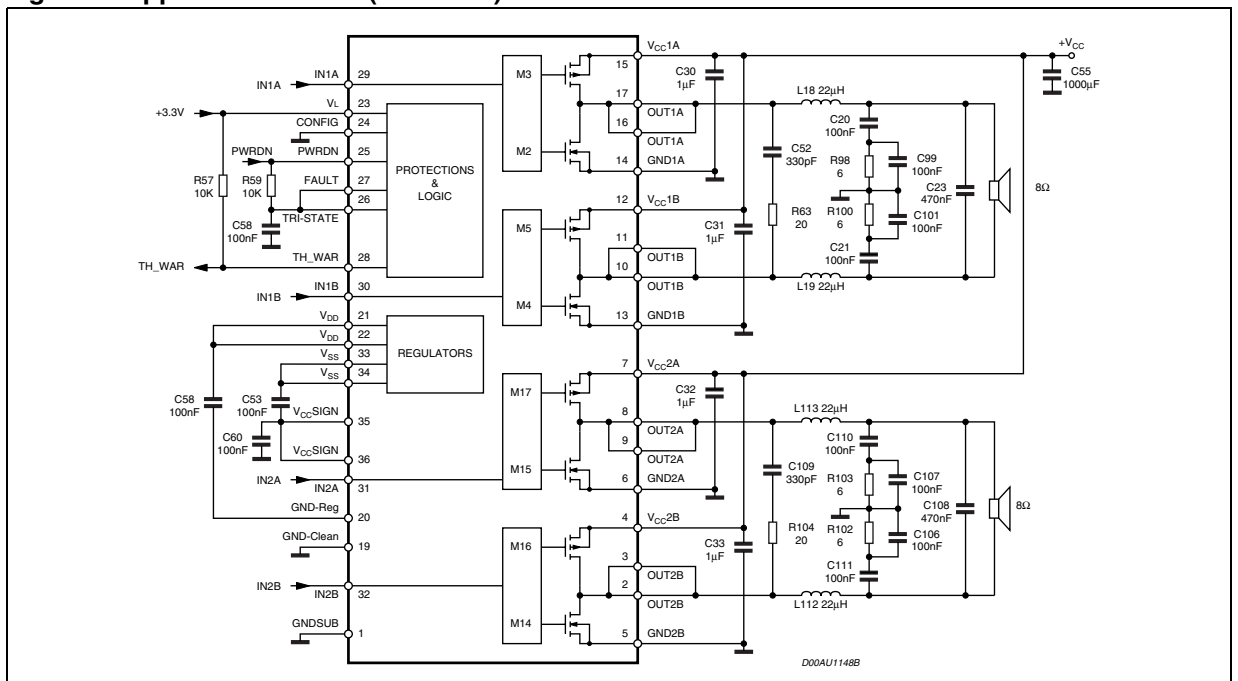 VCC1A
+VCC
15
M3
C30
1µF
C55
1000µF
IN1A
IN1A
29
L18 22µH
17
OUT1A
+3.3V
VL
23
CONFIG
24
16
OUT1A
C20
100nF
PWRDN
PWRDN
25
M2
14
GND1A
C52
330pF
R98
6
C99
100nF
PROTECTIONS
&
LOGIC
FAULT
27
26
TRI-STATE
R57
10K
R59
10K
C58
100nF
C23
470nF
8Ω
12
VCC1B
M5
C31
1µF
R63
20
R100
6
C101
100nF
11
OUT1B
C21
100nF
TH_WAR
TH_WAR
28
10
OUT1B
L19 22µH
IN1B
IN1B
30
M4
13
GND1B
VDD
21
VDD
22
REGULATORS
VSS
33
VSS
34
7
VCC2A
C58
100nF
C53
100nF
M17
C32
1µF
L113 22µH
VCCSIGN
35
8
OUT2A
C60
100nF
9
OUT2A
C110
100nF
VCCSIGN
36
M15
C109
330pF
R103
6
C107
100nF
IN2A
IN2A
31
6
GND2A
GND-Reg
20
C108
470nF
8Ω
4
VCC2B
GND-Clean
19
M16
C33
1µF
R104
20
R102
6
C106
100nF
3
OUT2B
C111
100nF
IN2B
IN2B
32
2
OUT2B
L112 22µH
GNDSUB
1
M14
5
GND2B
D00AU1148B